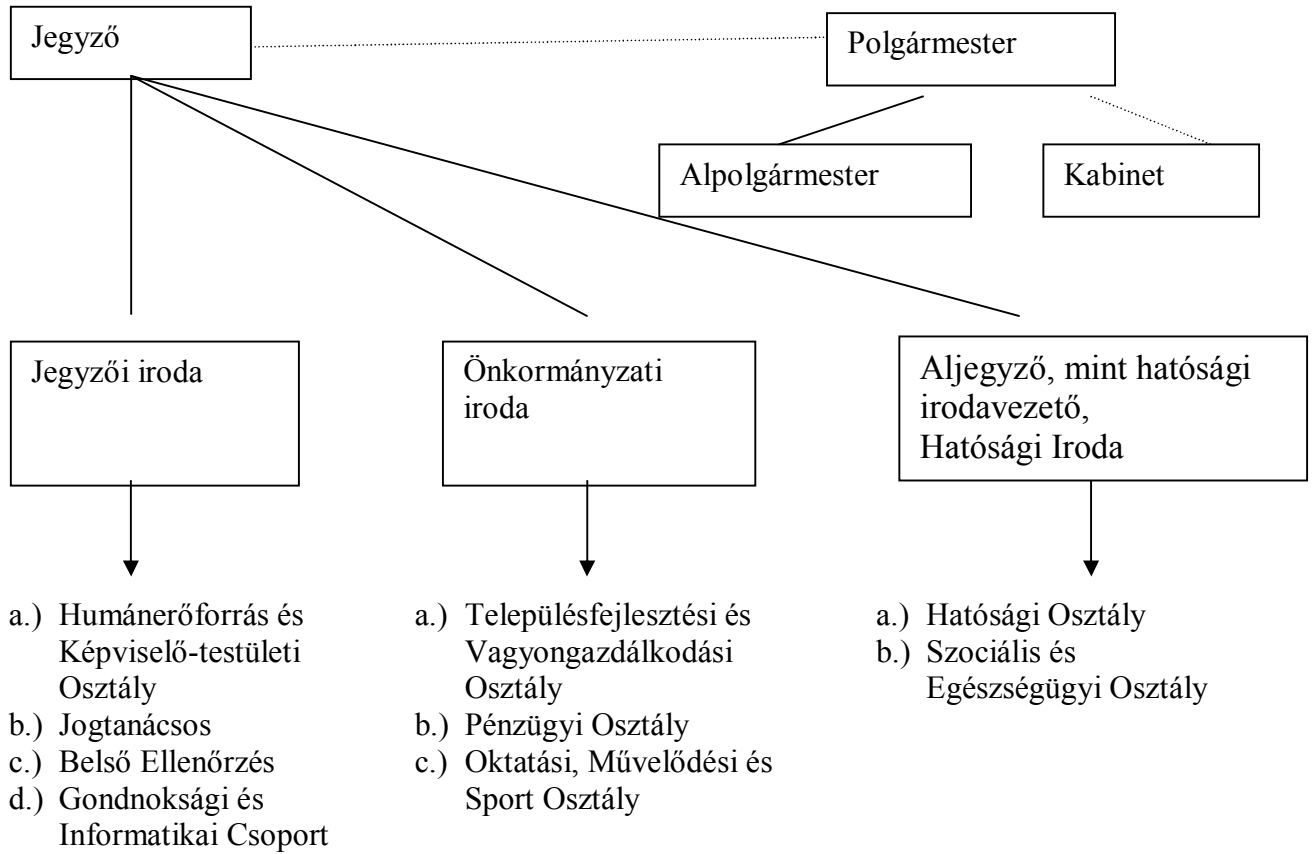 Jegyző
Polgármester
Alpolgármester
Kabinet
Jegyzői iroda
Önkormányzati
iroda
Aljegyző, mint hatósági
irodavezető,
Hatósági Iroda
a.) Humánerőforrás és
Képviselő-testületi
Osztály
b.) Jogtanácsos
c.) Belső Ellenőrzés
d.) Gondnoksági és
Informatikai Csoport
a.) Településfejlesztési és
Vagyongazdálkodási
Osztály
b.) Pénzügyi Osztály
c.) Oktatási, Művelődési és
Sport Osztály
a.) Hatósági Osztály
b.) Szociális és
Egészségügyi Osztály